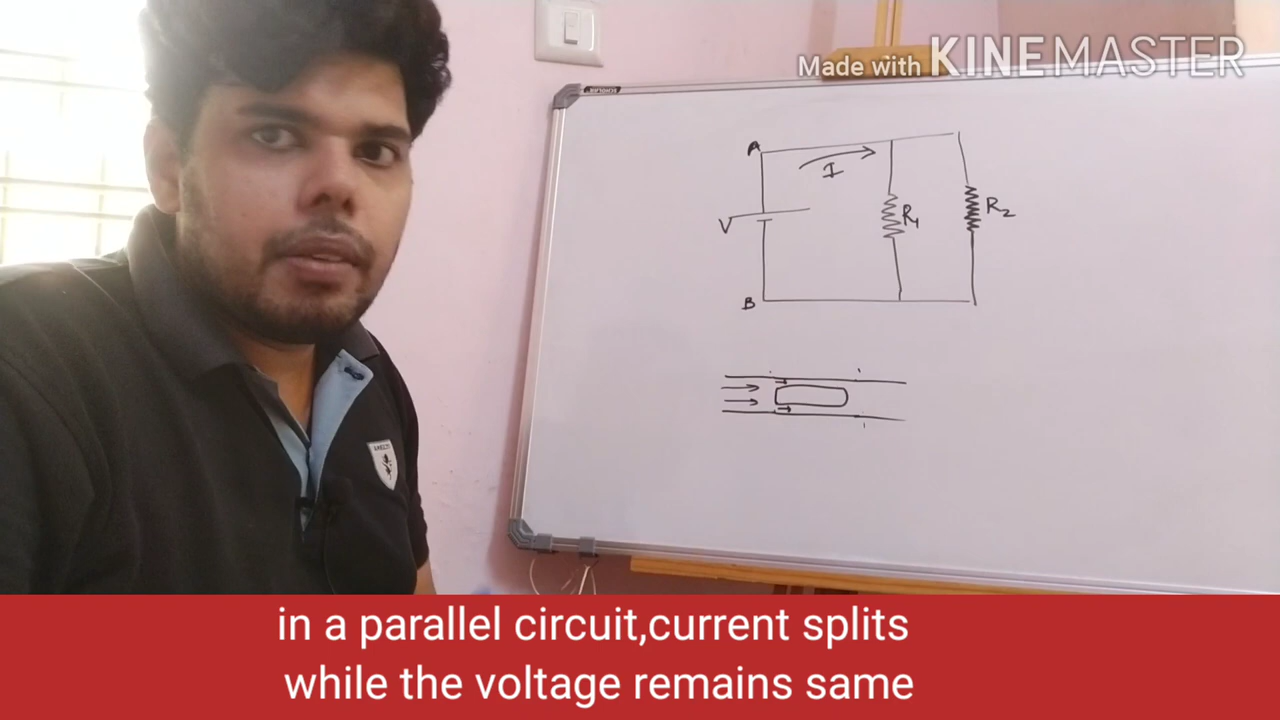 Made with KINEMASTER
A
I
V
R1
R2
B
in a parallel circuit,current splits
while the voltage remains same